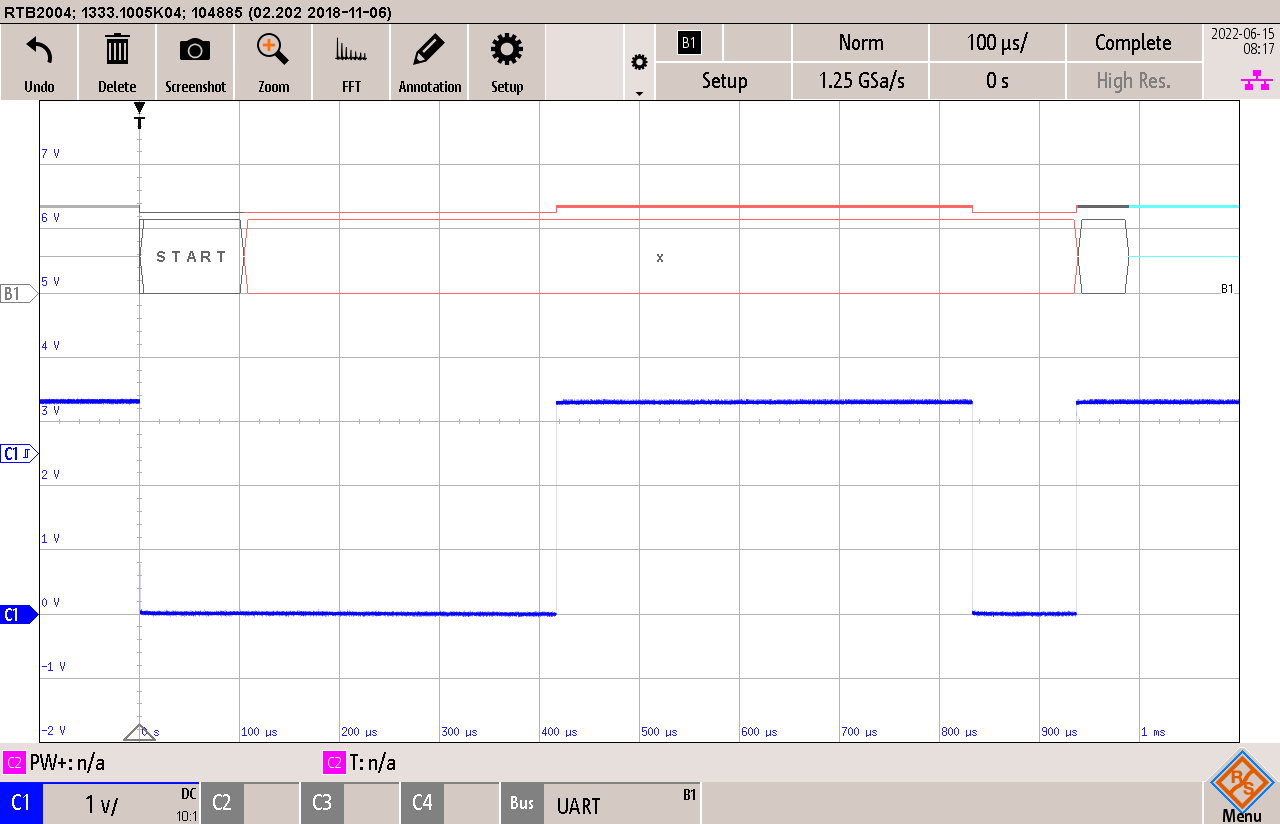 RTB2004; 1333.1005K04; 104885 (02.202 2018-11-06)
Undo
Delete
Screenshot
Zoom
FFT
Annotation
Setup
B1
Setup
Norm
1.25 GSa/s
100 µs/
0 s
Complete
High Res.
2022-06-15
08:17
T
7 V
6 V
5 V
4 V
3 V
2 V
1 V
0 V
-1 V
-2 V
START
x
B1
B1
C1
C1
0 s
100 µs
200 µs
300 µs
400 µs
500 µs
600 µs
700 µs
800 µs
900 µs
1 ms
C2 PW+: n/a
C2 T: n/a
C1
1 V/
DC
10:1
C2
C3
C4
Bus
UART
B1
R S
Menu